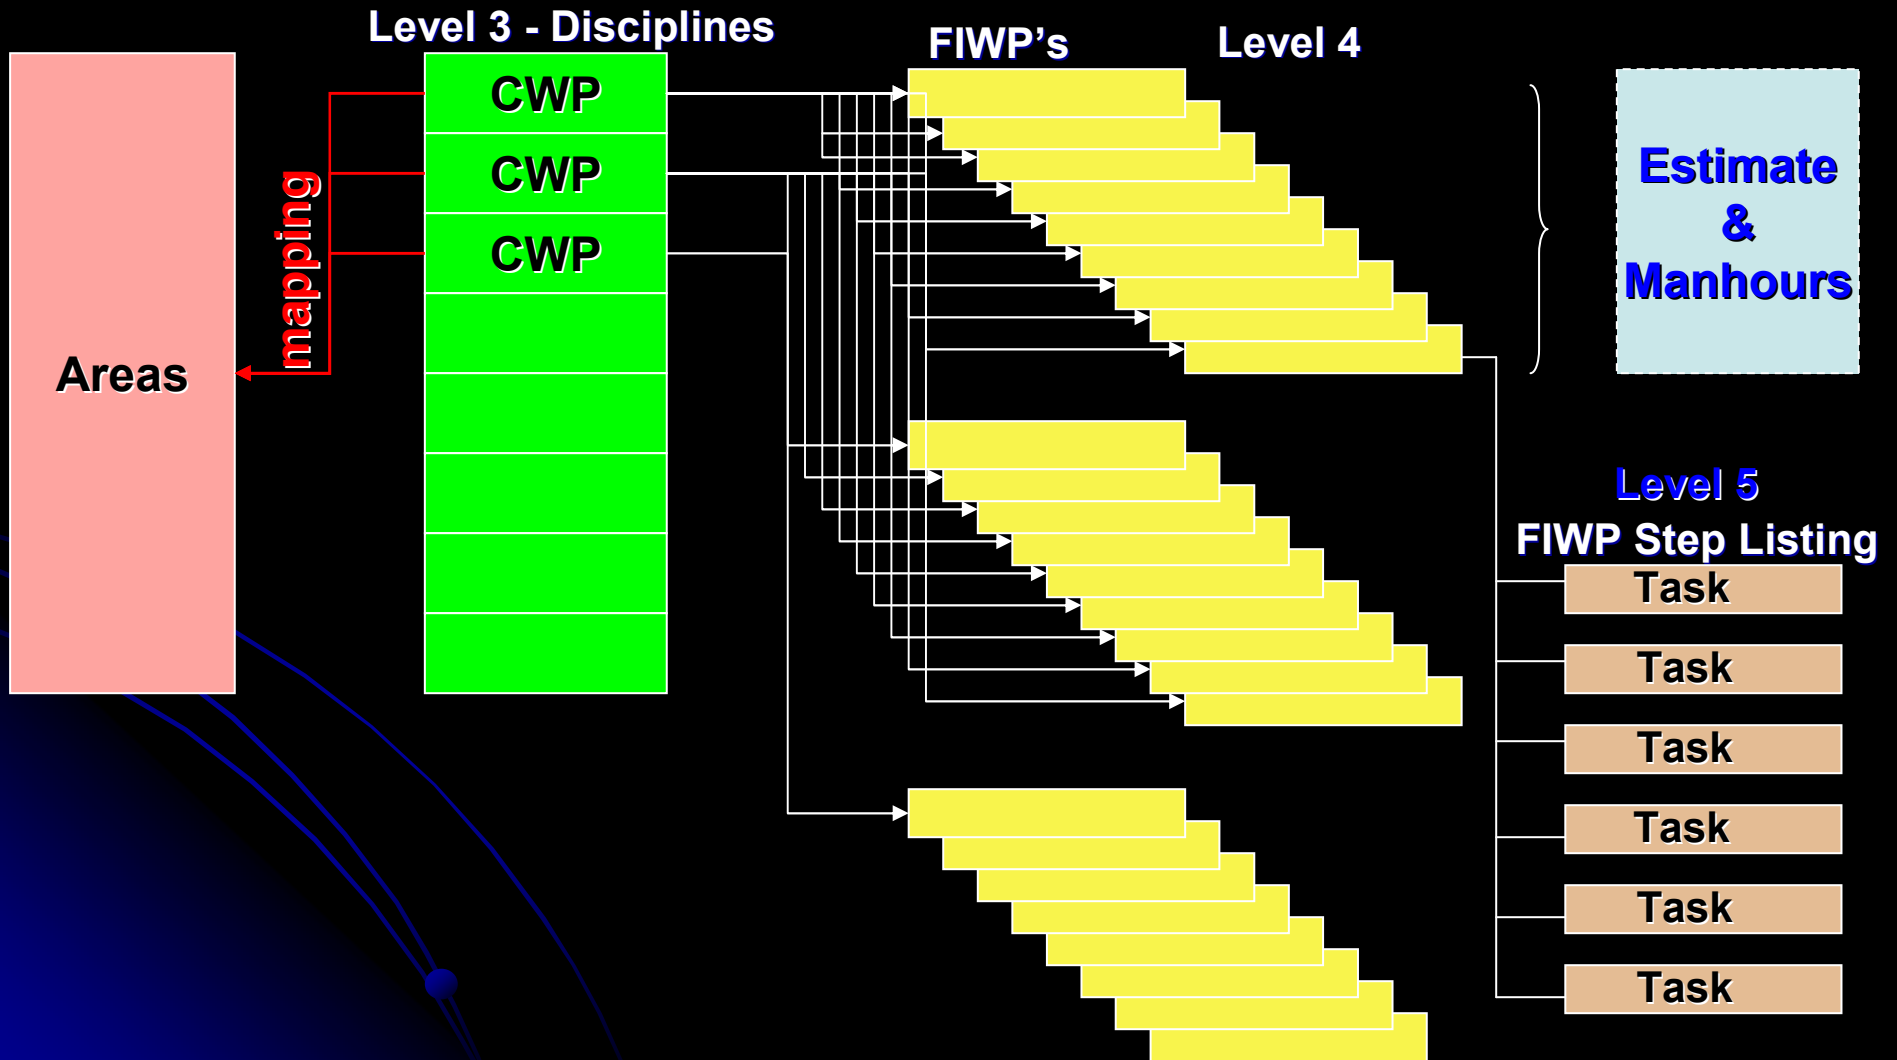 Level 3 - Disciplines
FIWP’s
Level 4
Areas
mapping
CWP
CWP
CWP
Estimate
&
Manhours
Level 5
FIWP Step Listing
Task
Task
Task
Task
Task
Task